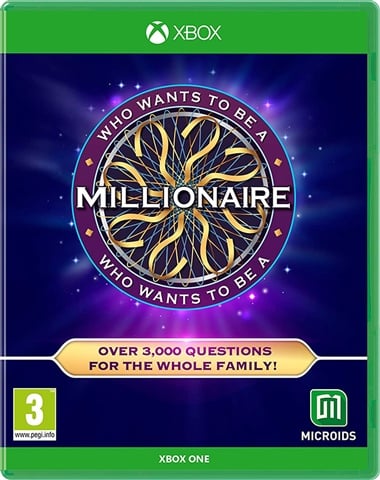 XBOX
WHO WANTS TO BE A
MILLIONAIRE
WHO WANTS TO BE A
OVER 3,000 QUESTIONS
FOR THE WHOLE FAMILY!
3
www.pegi.info
MICROIDS
XBOX ONE